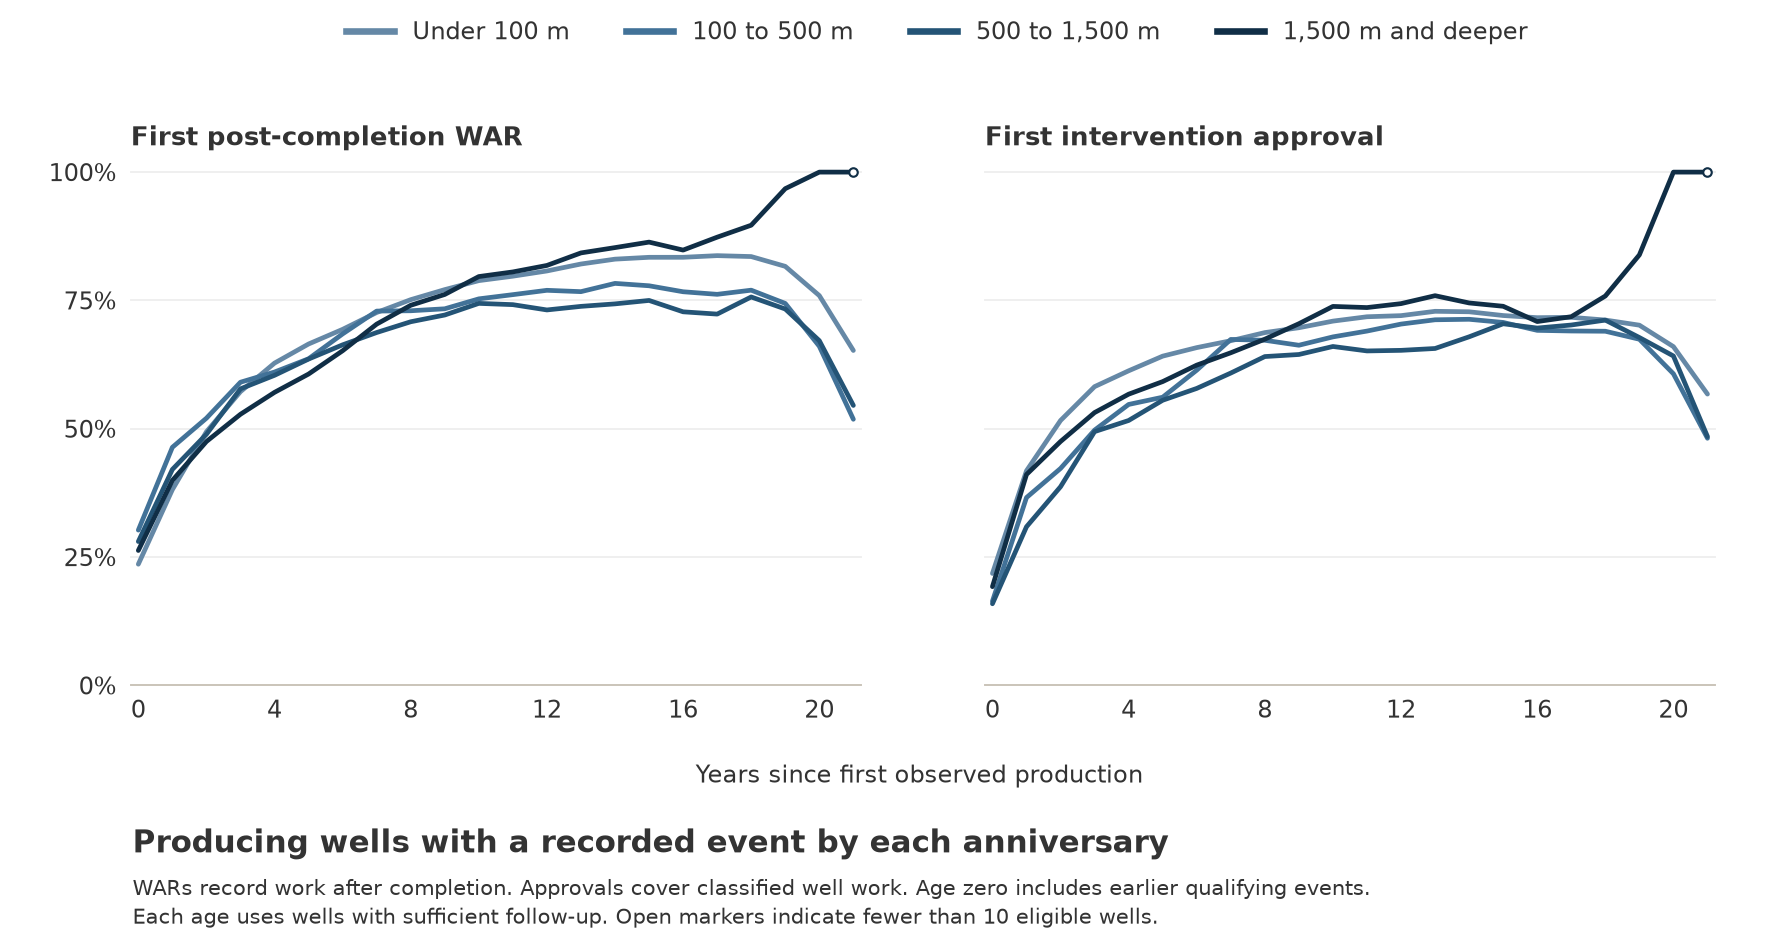 Under 100 m
100 to 500 m
500 to 1,500 m
1,500 m and deeper
First post-completion WAR
First intervention approval
100%
75%
50%
25%
0%
0 4 8 12 16 20
0 4 8 12 16 20
Years since first observed production
Producing wells with a recorded event by each anniversary
WARs record work after completion. Approvals cover classified well work. Age zero includes earlier qualifying events.
Each age uses wells with sufficient follow-up. Open markers indicate fewer than 10 eligible wells.